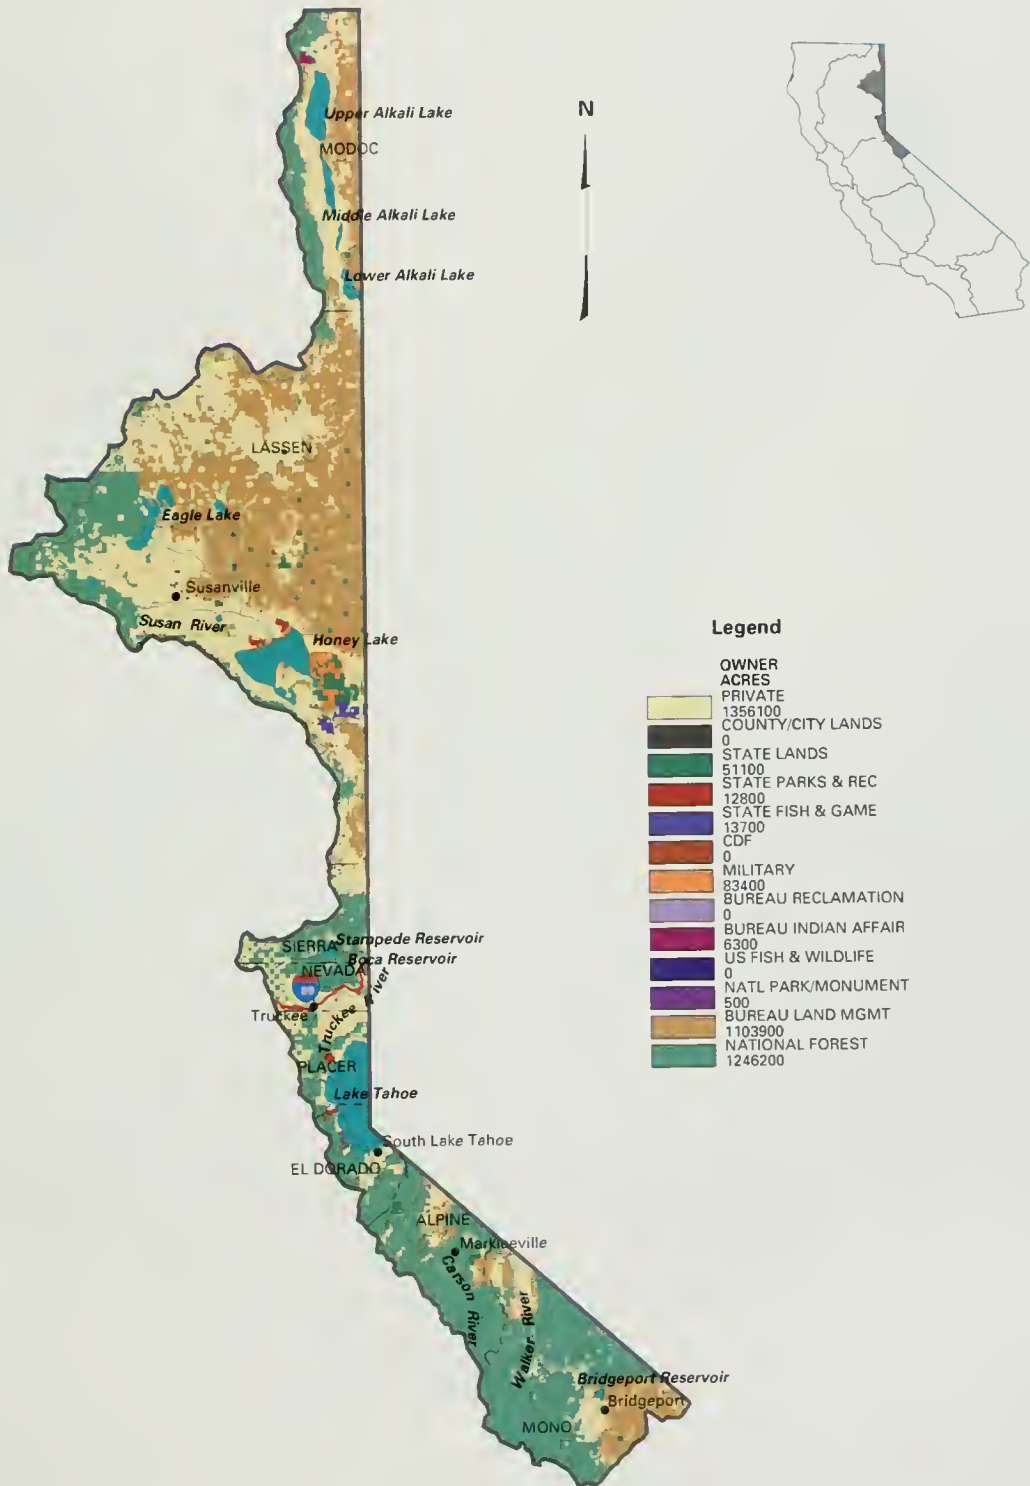 Upper Alkali Lake
N
MODOC
Middle Alkali Lake
Lower Alkali Lake
LASSEN
Eagle Lake
Susanville
Susan River
Honey Lake
Legend
OWNER
ACRES
PRIVATE
1356100
COUNTY/CITY LANDS
0
STATE LANDS
51100
STATE PARKS & REC
12800
STATE FISH & GAME
13700
CDF
0
MILITARY
83400
BUREAU RECLAMATION
0
BUREAU INDIAN AFFAIR
6300
US FISH & WILDLIFE
0
NATL PARK/MONUMENT
500
BUREAU LAND MGMT
1103900
NATIONAL FOREST
1246200
SIERRA
Stampede Reservoir
Boca Reservoir
NEVADA
Truckee
Truckee River
PLACER
Lake Tahoe
South Lake Tahoe
EL DORADO
ALPINE
Markleeville
Carson River
Walker River
Bridgeport Reservoir
Bridgeport
MONO